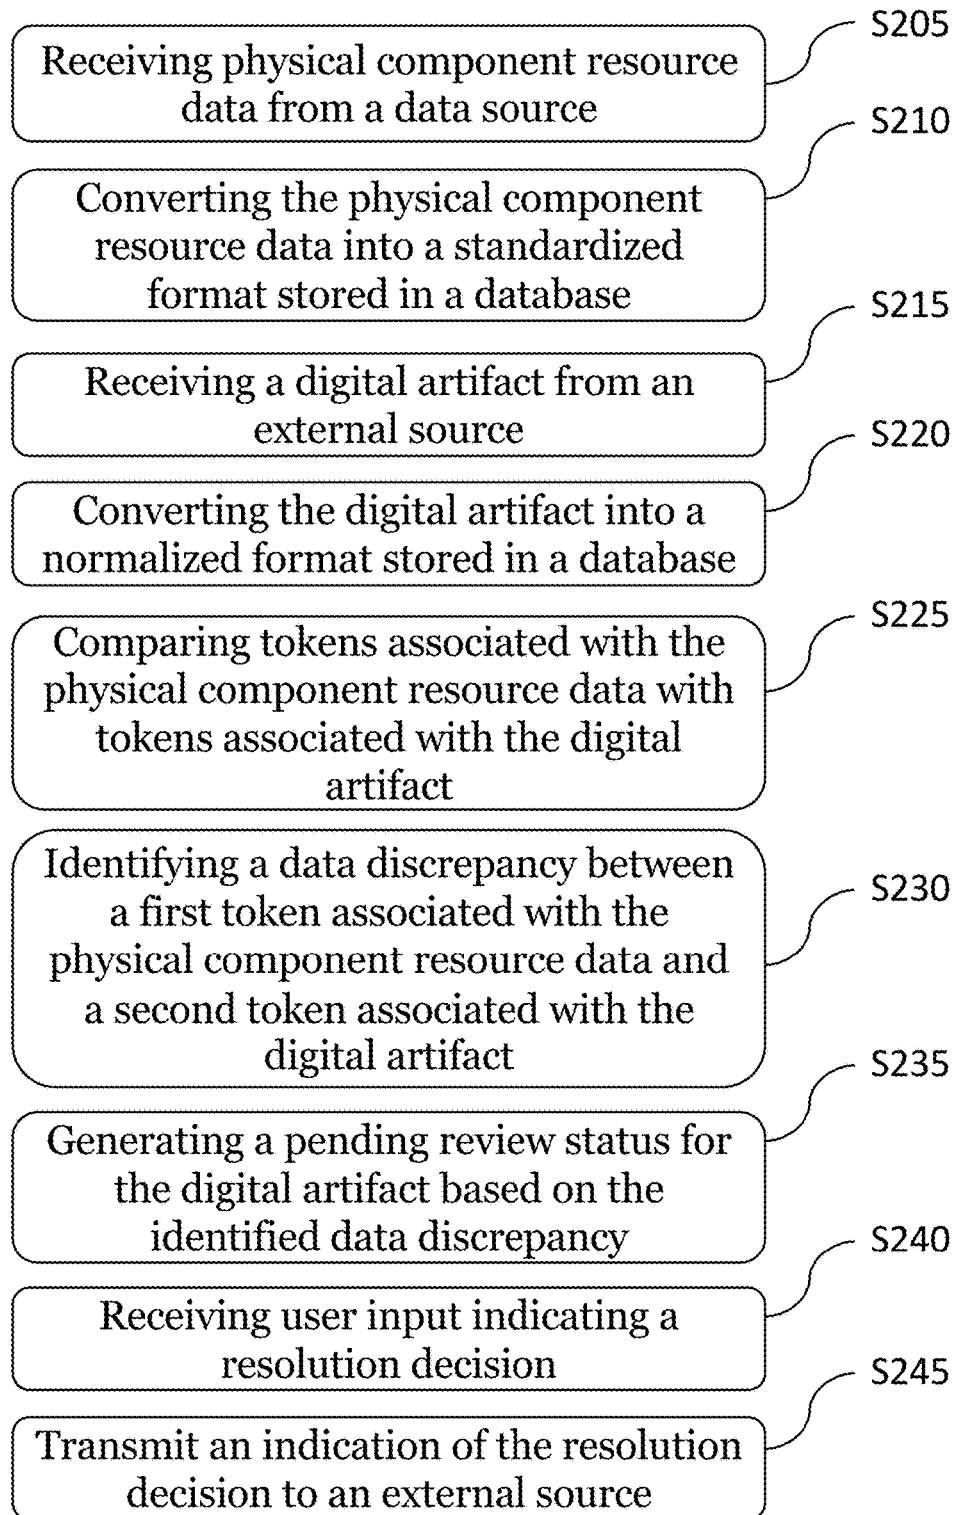 S205
Receiving physical component resource
data from a data source
S210
Converting the physical component
resource data into a standardized
format stored in a database
S215
Receiving a digital artifact from an
external source
S220
Converting the digital artifact into a
normalized format stored in a database
S225
Comparing tokens associated with the
physical component resource data with
tokens associated with the digital
artifact
S230
Identifying a data discrepancy between
a first token associated with the
physical component resource data and
a second token associated with the
digital artifact
S235
Generating a pending review status for
the digital artifact based on the
identified data discrepancy
S240
Receiving user input indicating a
resolution decision
S245
Transmit an indication of the resolution
decision to an external source